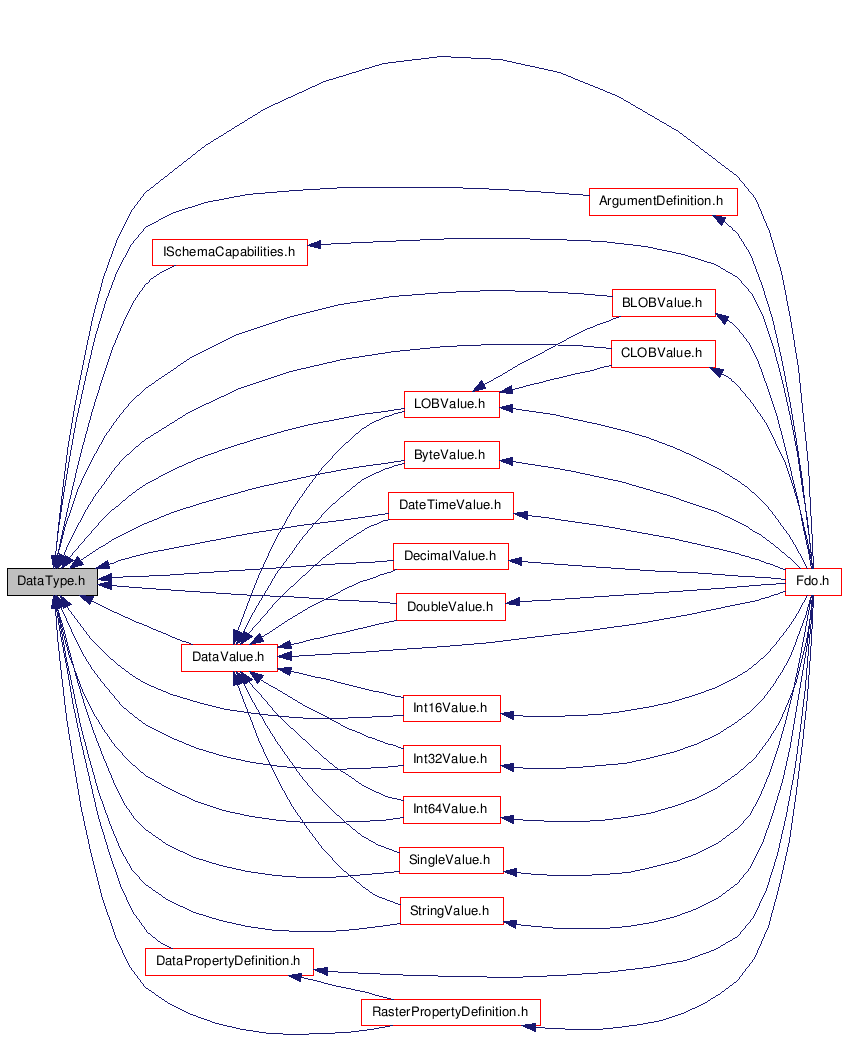 ArgumentDefinition.h
ISchemaCapabilities.h
BLOBValue.h
CLOBValue.h
LOBValue.h
ByteValue.h
DateTimeValue.h
DecimalValue.h
DataType.h
Fdo.h
DoubleValue.h
DataValue.h
Int16Value.h
Int32Value.h
Int64Value.h
SingleValue.h
StringValue.h
DataPropertyDefinition.h
RasterPropertyDefinition.h